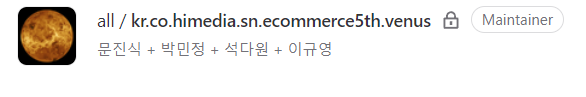 all / kr.co.himedia.sn.ecommerce5th.venus Maintainer
문진식 + 박민정 + 석다원 + 이규영